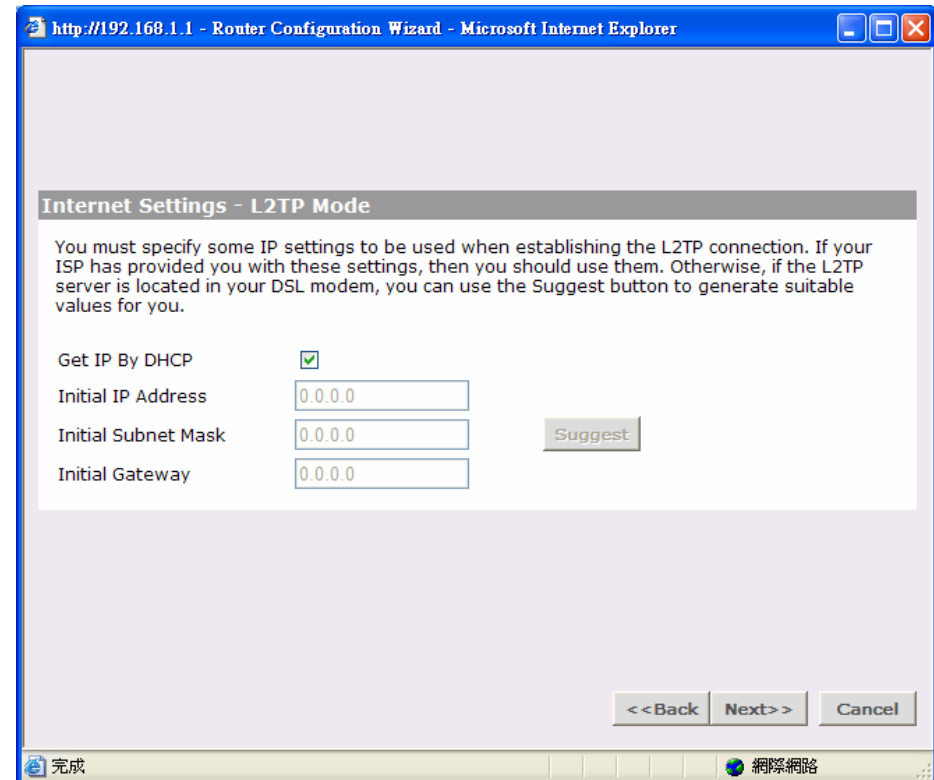 http://192.168.1.1 - Router Configuration Wizard - Microsoft Internet Explorer
Internet Settings - L2TP Mode
You must specify some IP settings to be used when establishing the L2TP connection. If your
ISP has provided you with these settings, then you should use them. Otherwise, if the L2TP
server is located in your DSL modem, you can use the Suggest button to generate suitable
values for you.
Get IP By DHCP
Initial IP Address 0.0.0.0
Initial Subnet Mask 0.0.0.0 Suggest
Initial Gateway 0.0.0.0
<<Back Next>> Cancel
完成 網際網路